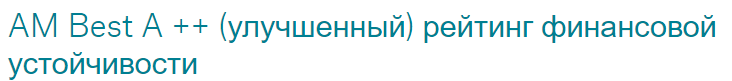 AM Best A ++ (улучшенный) рейтинг финансовой
устойчивости